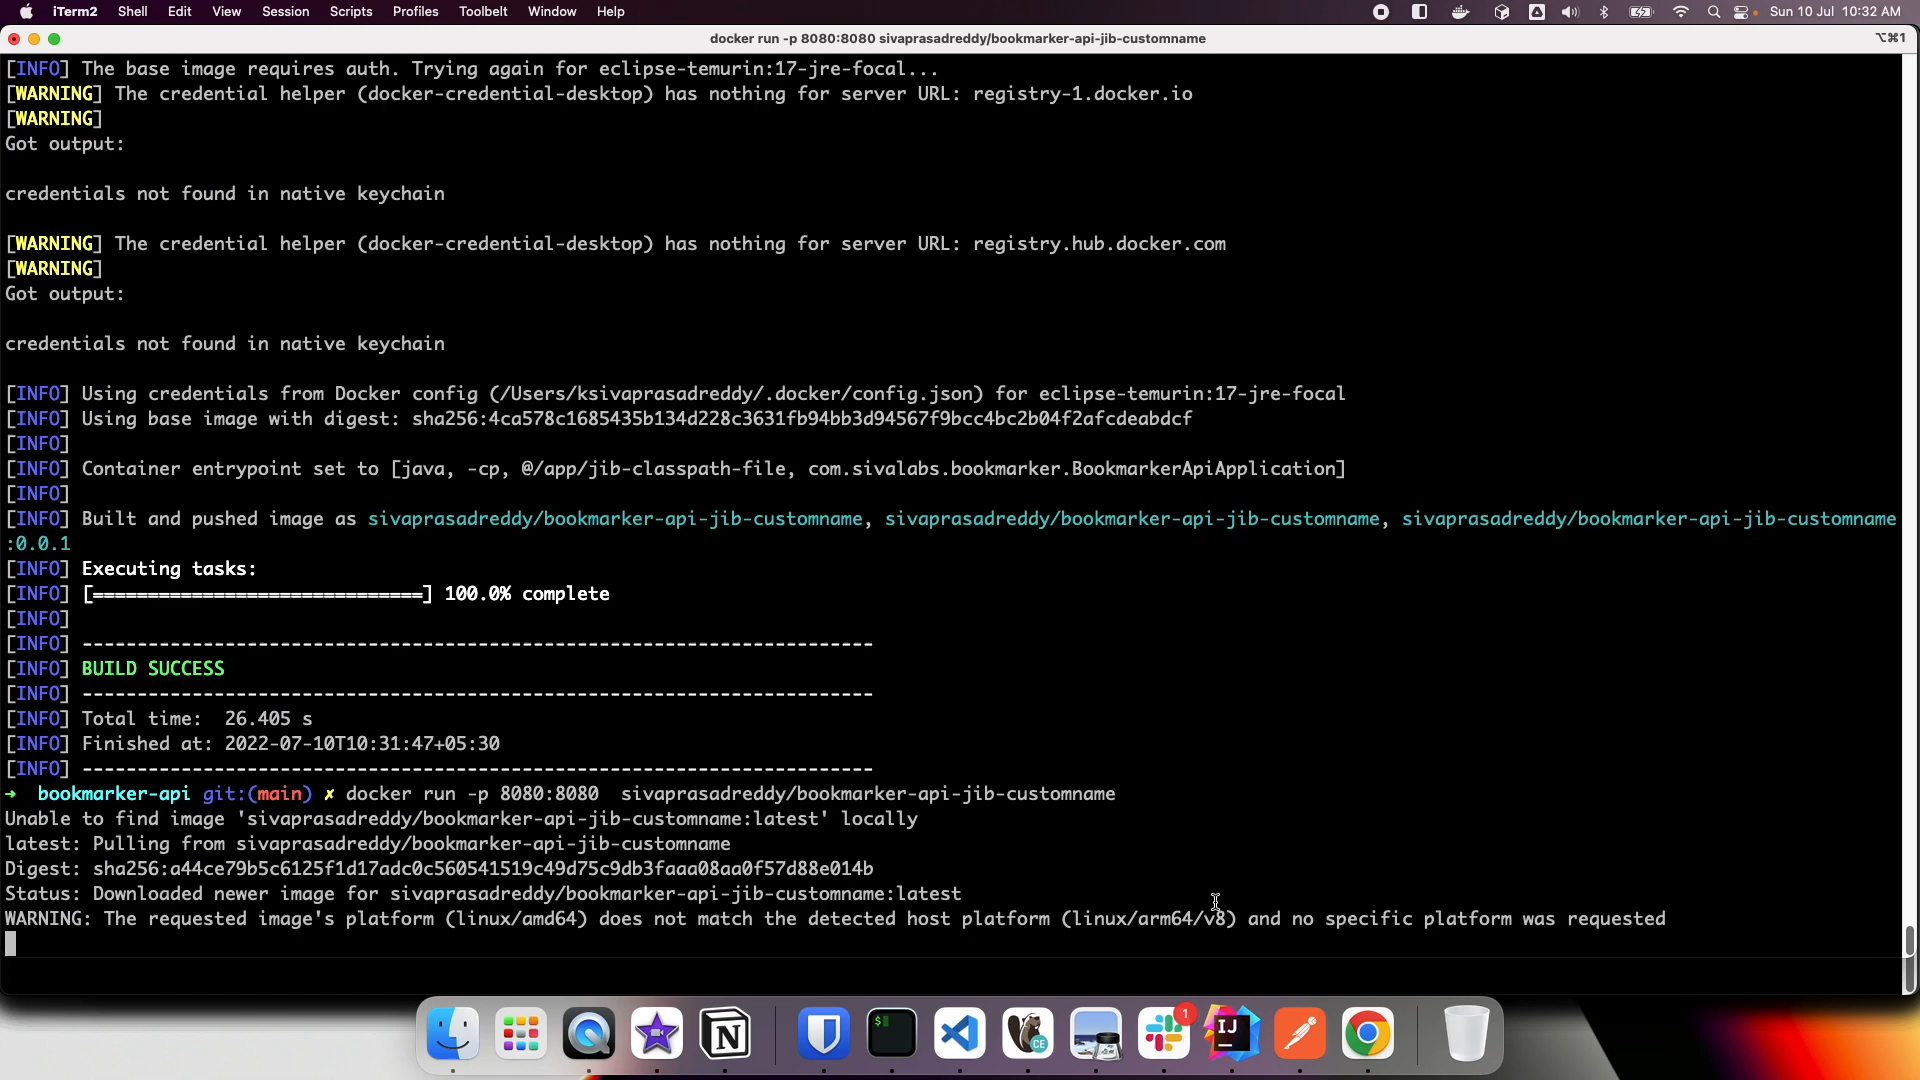 iTerm2 Shell Edit View Session Scripts Profiles Toolbelt Window Help Sun 10 Jul 10:32 AM
docker run -p 8080:8080 sivaprasadreddy/bookmarker-api-jib-customname ⌥⌘1
[INFO] The base image requires auth. Trying again for eclipse-temurin:17-jre-focal...
[WARNING] The credential helper (docker-credential-desktop) has nothing for server URL: registry-1.docker.io
[WARNING]
Got output:
credentials not found in native keychain
[WARNING] The credential helper (docker-credential-desktop) has nothing for server URL: registry.hub.docker.com
[WARNING]
Got output:
credentials not found in native keychain
[INFO] Using credentials from Docker config (/Users/ksivaprasadreddy/.docker/config.json) for eclipse-temurin:17-jre-focal
[INFO] Using base image with digest: sha256:4ca578c1685435b134d228c3631fb94bb3d94567f9bcc4bc2b04f2afcdeabdcf
[INFO]
[INFO] Container entrypoint set to [java, -cp, @/app/jib-classpath-file, com.sivalabs.bookmarker.BookmarkerApiApplication]
[INFO]
[INFO] Built and pushed image as sivaprasadreddy/bookmarker-api-jib-customname, sivaprasadreddy/bookmarker-api-jib-customname, sivaprasadreddy/bookmarker-api-jib-customname
:0.0.1
[INFO] Executing tasks:
[INFO] [==============================] 100.0% complete
[INFO]
[INFO] ------------------------------------------------------------------------
[INFO] BUILD SUCCESS
[INFO] ------------------------------------------------------------------------
[INFO] Total time:  26.405 s
[INFO] Finished at: 2022-07-10T10:31:47+05:30
[INFO] ------------------------------------------------------------------------
➜  bookmarker-api git:(main) ✗ docker run -p 8080:8080  sivaprasadreddy/bookmarker-api-jib-customname
Unable to find image 'sivaprasadreddy/bookmarker-api-jib-customname:latest' locally
latest: Pulling from sivaprasadreddy/bookmarker-api-jib-customname
Digest: sha256:a44ce79b5c6125f1d17adc0c560541519c49d75c9db3faaa08aa0f57d88e014b
Status: Downloaded newer image for sivaprasadreddy/bookmarker-api-jib-customname:latest
WARNING: The requested image's platform (linux/amd64) does not match the detected host platform (linux/arm64/v8) and no specific platform was requested
$ CE 1 IJ